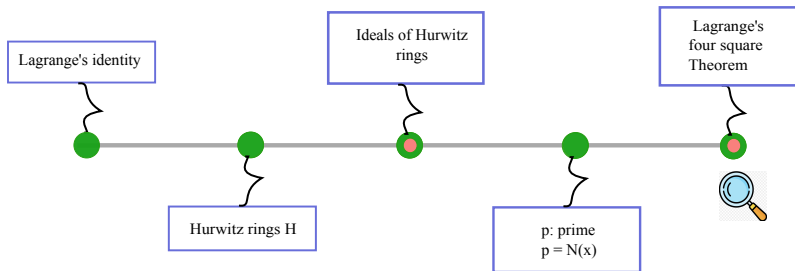 Lagrange's identity
Hurwitz rings H
Ideals of Hurwitz
rings
p: prime
p = N(x)
Lagrange's
four square
Theorem